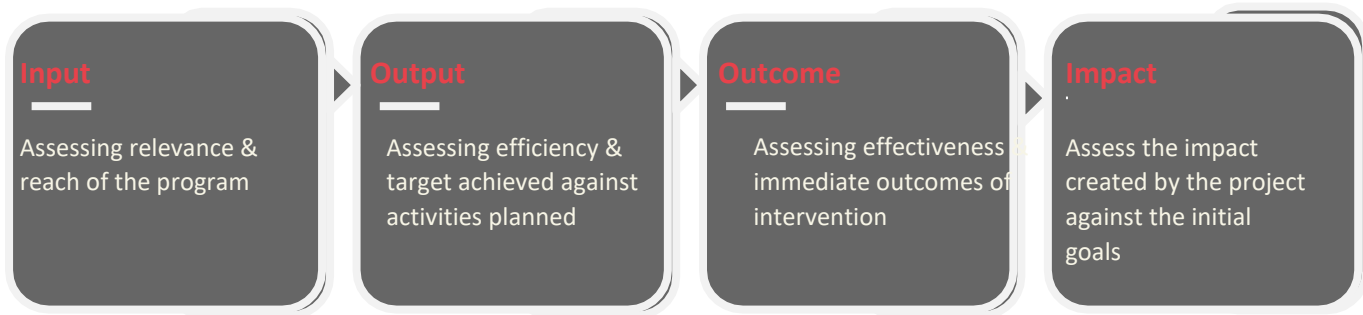 Input
Assessing relevance &
reach of the program
Output
Assessing efficiency &
target achieved against
activities planned
Outcome
Assessing effectiveness &
immediate outcomes of
intervention
Impact
Assess the impact
created by the project
against the initial
goals